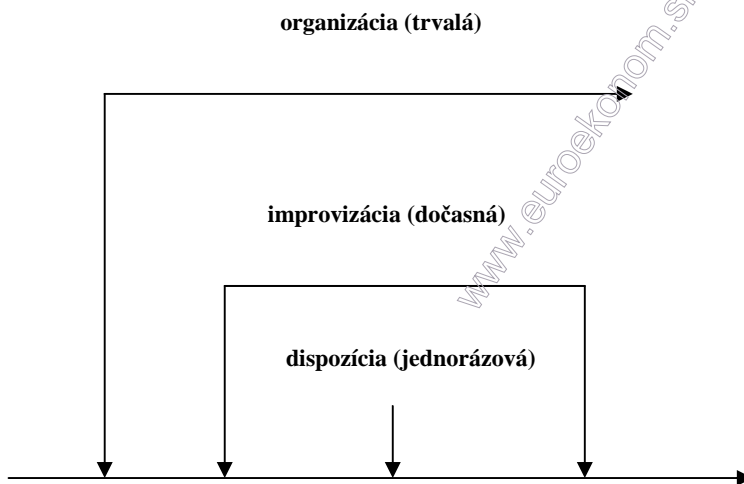 organizácia (trvalá)
improvizácia (dočasná)
dispozícia (jednorázová)
www.euroekonom.sk